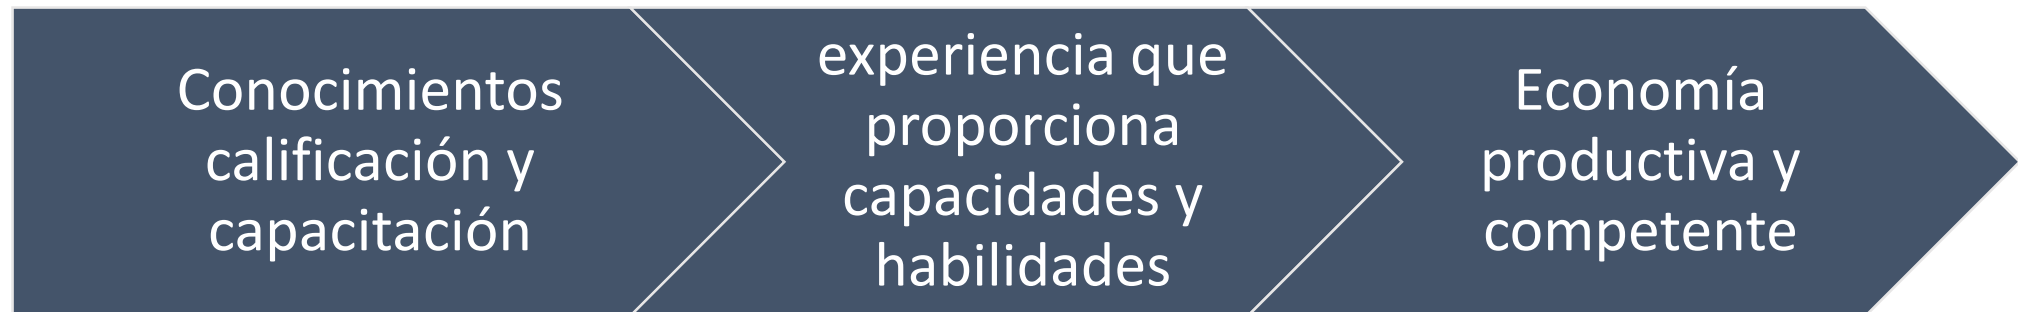 Conocimientos
calificación y
capacitación
experiencia que
proporciona
capacidades y
habilidades
Economía
productiva y
competente